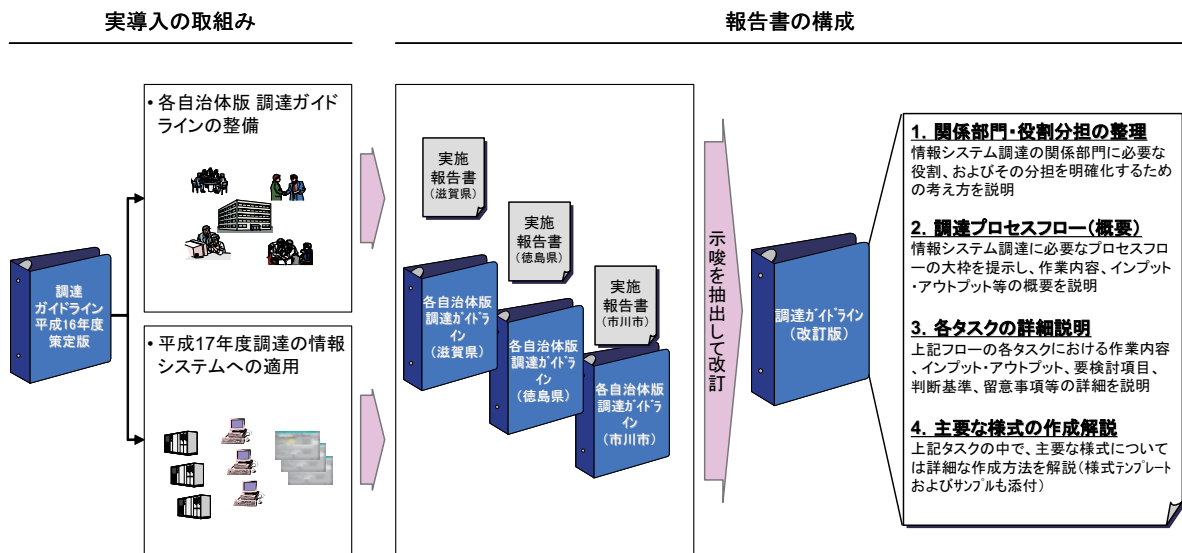 実導入の取組み
報告書の構成
調達
ガイドライン
平成16年度
策定版
・各自治体版 調達ガイド
ラインの整備
・平成17年度調達の情報
システムへの適用
実施
報告書
(滋賀県)
実施
報告書
(徳島県)
実施
報告書
(市川市)
各自治体版
調達ガイドラ
イン
(滋賀県)
各自治体版
調達ガイドラ
イン
(徳島県)
各自治体版
調達ガイドラ
イン
(市川市)
示唆を抽出して改訂
調達ガイドライン
(改訂版)
1. 関係部門・役割分担の整理
情報システム調達の関係部門に必要な
役割、およびその分担を明確化するため
の考え方を説明
2. 調達プロセスフロー(概要)
情報システム調達に必要なプロセスフロ
ーの大枠を提示し、作業内容、インプット
・アウトプット等の概要を説明
3. 各タスクの詳細説明
上記フローの各タスクにおける作業内容
、インプット・アウトプット、要検討項目、
判断基準、留意事項等の詳細を説明
4. 主要な様式の作成解説
上記タスクの中で、主要な様式について
は詳細な作成方法を解説(様式テンプレート
およびサンプルも添付)